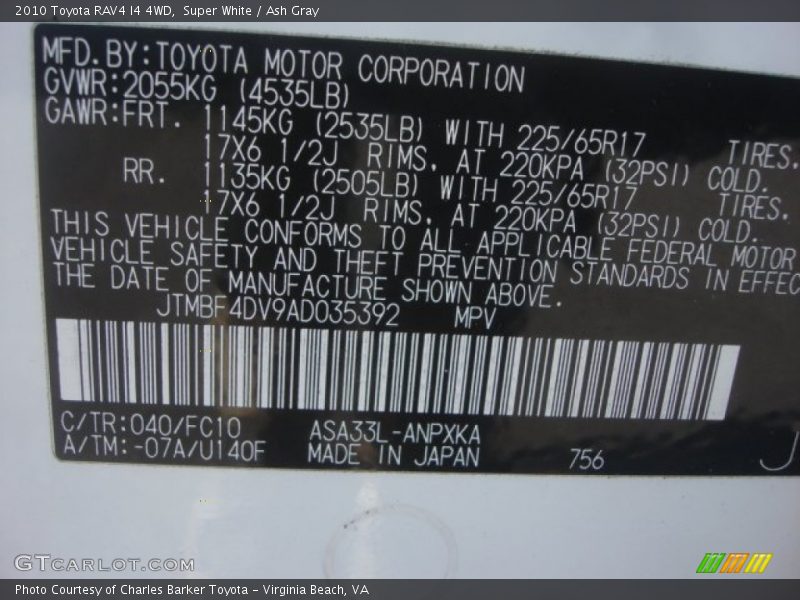 2010 Toyota RAV4 I4 4WD,  Super White / Ash Gray
MFD.BY:TOYOTA MOTOR CORPORATION
GVWR:2055KG (4535LB)
GAWR:FRT. 1145KG (2535LB) WITH 225/65R17 TIRES.
17X6 1/2J RIMS, AT 220KPA (32PSI) COLD.
RR. 1135KG (2505LB) WITH 225/65R17 TIRES.
17X6 1/2J RIMS, AT 220KPA (32PSI) COLD.
THIS VEHICLE CONFORMS TO ALL APPLICABLE FEDERAL MOTOR
VEHICLE SAFETY AND THEFT PREVENTION STANDARDS IN EFFEC
THE DATE OF MANUFACTURE SHOWN ABOVE.
JTMBF4DV9AD035392 MPV
C/TR:040/FC10 ASA33L-ANPXKA
A/TM:-07A/U140F MADE IN JAPAN 756 J
GTCARLOT.COM
Photo Courtesy of Charles Barker Toyota – Virginia Beach, VA